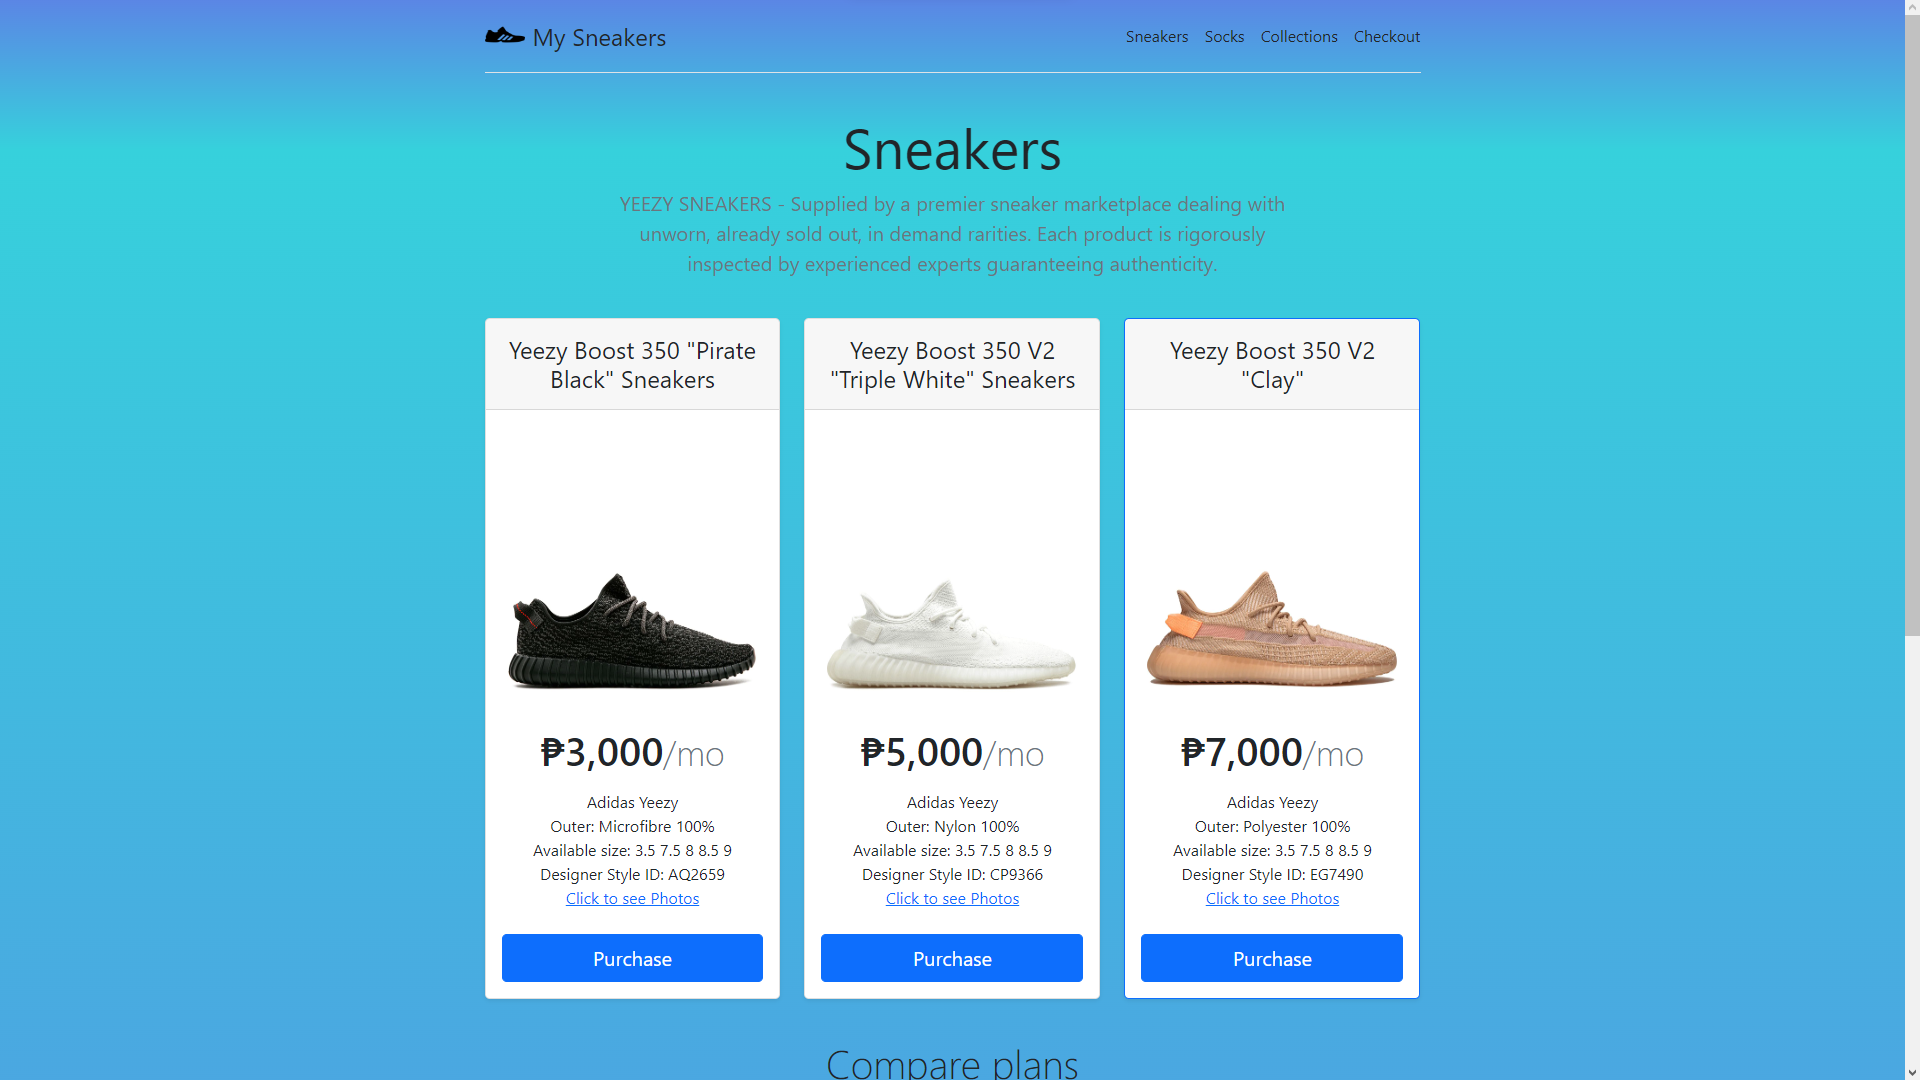 My Sneakers
Sneakers Socks Collections Checkout
Sneakers
YEEZY SNEAKERS - Supplied by a premier sneaker marketplace dealing with
unworn, already sold out, in demand rarities. Each product is rigorously
inspected by experienced experts guaranteeing authenticity.
Yeezy Boost 350 "Pirate
Black" Sneakers
₱3,000/mo
Adidas Yeezy
Outer: Microfibre 100%
Available size: 3.5 7.5 8 8.5 9
Designer Style ID: AQ2659
Click to see Photos
Purchase
Yeezy Boost 350 V2
"Triple White" Sneakers
₱5,000/mo
Adidas Yeezy
Outer: Nylon 100%
Available size: 3.5 7.5 8 8.5 9
Designer Style ID: CP9366
Click to see Photos
Purchase
Yeezy Boost 350 V2
"Clay"
₱7,000/mo
Adidas Yeezy
Outer: Polyester 100%
Available size: 3.5 7.5 8 8.5 9
Designer Style ID: EG7490
Click to see Photos
Purchase
Compare plans